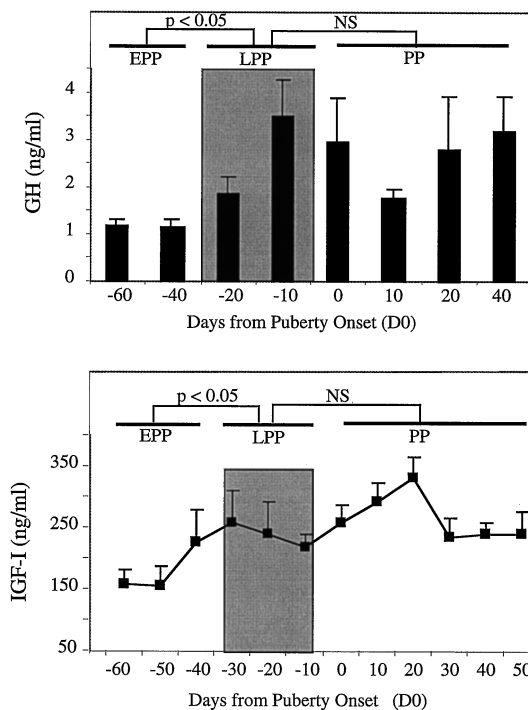 p < 0.05 NS
EPP LPP PP
4
3
2
1
0
GH (ng/ml)
-60 -40 -20 -10 0 10 20 40
Days from Puberty Onset (D0)
p < 0.05 NS
EPP LPP PP
350
250
150
50
IGF-I (ng/ml)
-60 -50 -40 -30 -20 -10 0 10 20 30 40 50
Days from Puberty Onset (D0)